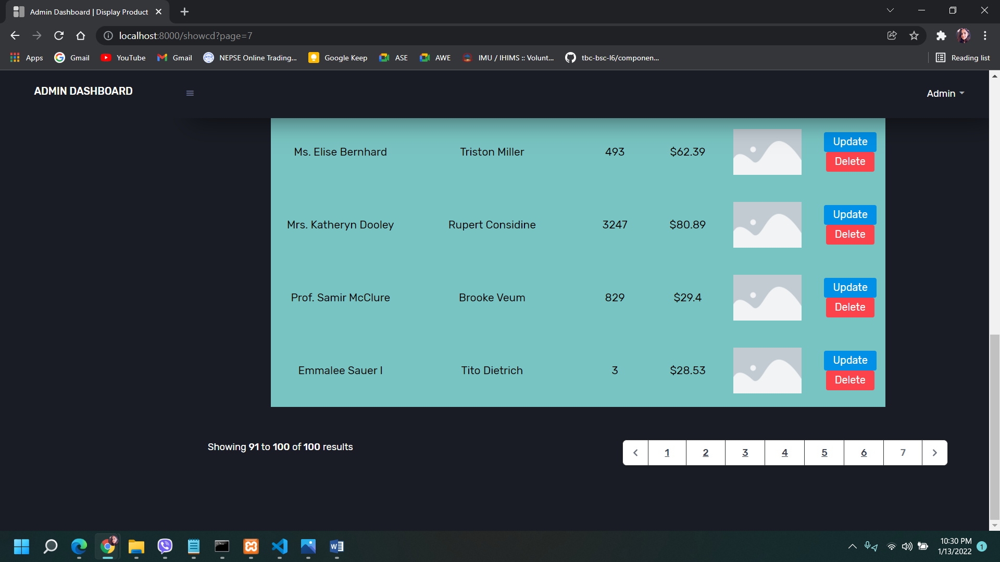 Admin Dashboard | Display Product
localhost:8000/showcd?page=7
Apps Gmail YouTube Gmail NEPSE Online Trading... Google Keep ASE AWE IMU / IHIMS :: Volunt... tbc-bsc-l6/componen... Reading list
ADMIN DASHBOARD Admin
Ms. Elise Bernhard Triston Miller 493 $62.39 Update
Delete
Mrs. Katheryn Dooley Rupert Considine 3247 $80.89 Update
Delete
Prof. Samir McClure Brooke Veum 829 $29.4 Update
Delete
Emmalee Sauer I Tito Dietrich 3 $28.53 Update
Delete
Showing 91 to 100 of 100 results 1 2 3 4 5 6 7
10:30 PM
1/13/2022 1